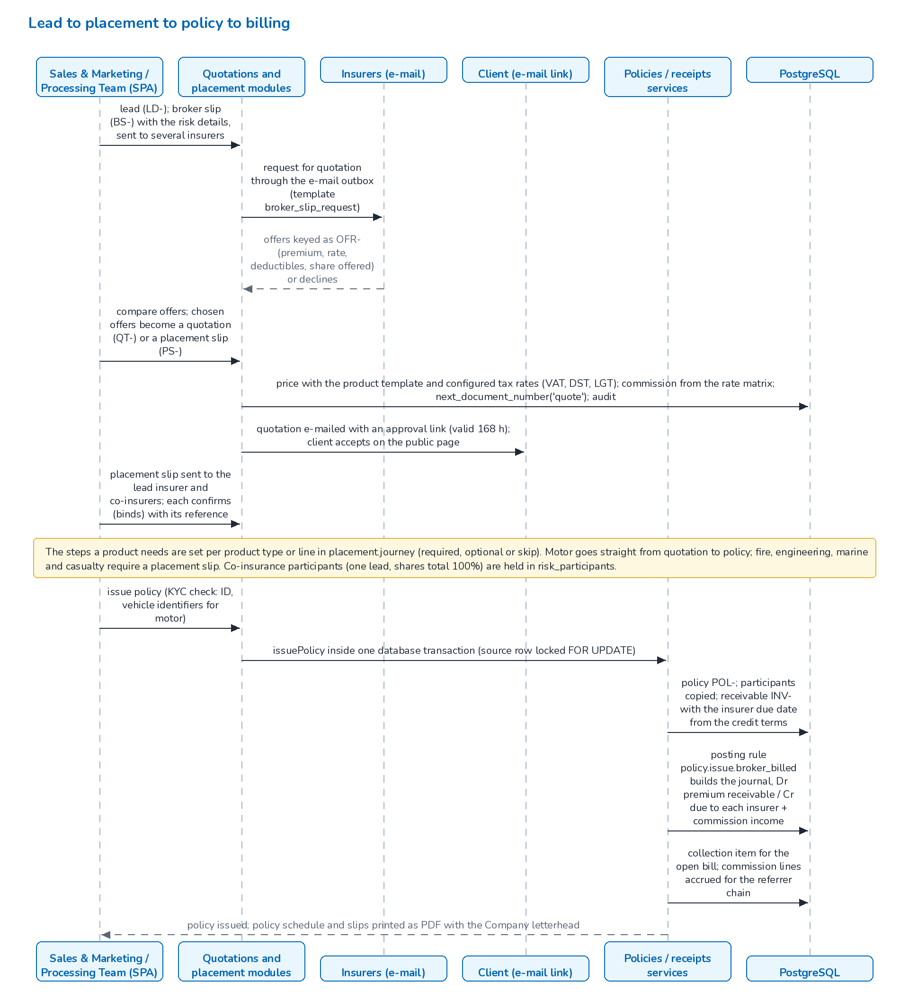 Lead to placement to policy to billing
Sales & Marketing /
Processing Team (SPA)
Quotations and
placement modules
Insurers (e-mail)
Client (e-mail link)
Policies / receipts
services
PostgreSQL
lead (LD-); broker slip
(BS-) with the risk details,
sent to several insurers
request for quotation
through the e-mail outbox
(template
broker_slip_request)
offers keyed as OFR-
(premium, rate,
deductibles, share offered)
or declines
compare offers; chosen
offers become a quotation
(QT-) or a placement slip
(PS-)
price with the product template and configured tax rates (VAT, DST, LGT); commission from the rate matrix;
next_document_number('quote'); audit
quotation e-mailed with an approval link (valid 168 h);
client accepts on the public page
placement slip sent to the
lead insurer and
co-insurers; each confirms
(binds) with its reference
The steps a product needs are set per product type or line in placement.journey (required, optional or skip). Motor goes straight from quotation to policy; fire, engineering, marine
and casualty require a placement slip. Co-insurance participants (one lead, shares total 100%) are held in risk_participants.
issue policy (KYC check: ID,
vehicle identifiers for
motor)
issuePolicy inside one database transaction (source row locked FOR UPDATE)
policy POL-; participants
copied; receivable INV-
with the insurer due date
from the credit terms
posting rule
policy.issue.broker_billed
builds the journal, Dr
premium receivable / Cr
due to each insurer +
commission income
collection item for the
open bill; commission lines
accrued for the referrer
chain
policy issued; policy schedule and slips printed as PDF with the Company letterhead
Sales & Marketing /
Processing Team (SPA)
Quotations and
placement modules
Insurers (e-mail)
Client (e-mail link)
Policies / receipts
services
PostgreSQL